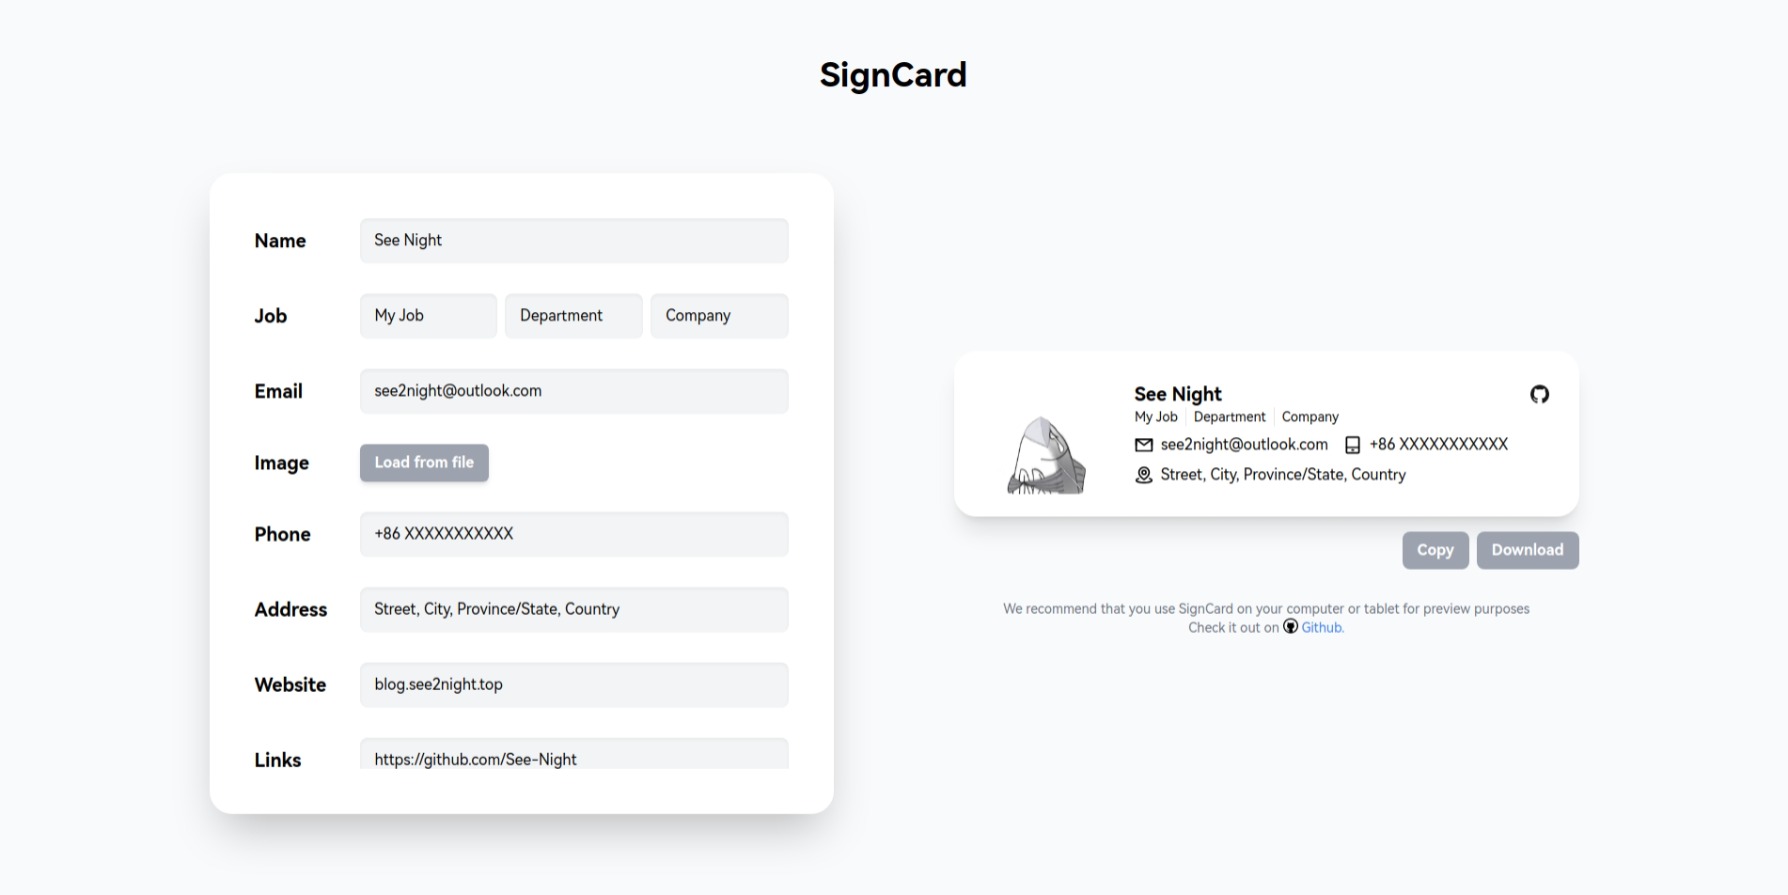 SignCard
Name
See Night
Job
My Job
Department
Company
Email
see2night@outlook.com
Image
Load from file
Phone
+86 XXXXXXXXXXX
Address
Street, City, Province/State, Country
Website
blog.see2night.top
Links
https://github.com/See-Night
See Night
My Job Department Company
see2night@outlook.com +86 XXXXXXXXXXX
Street, City, Province/State, Country
Copy Download
We recommend that you use SignCard on your computer or tablet for preview purposes
Check it out on Github.